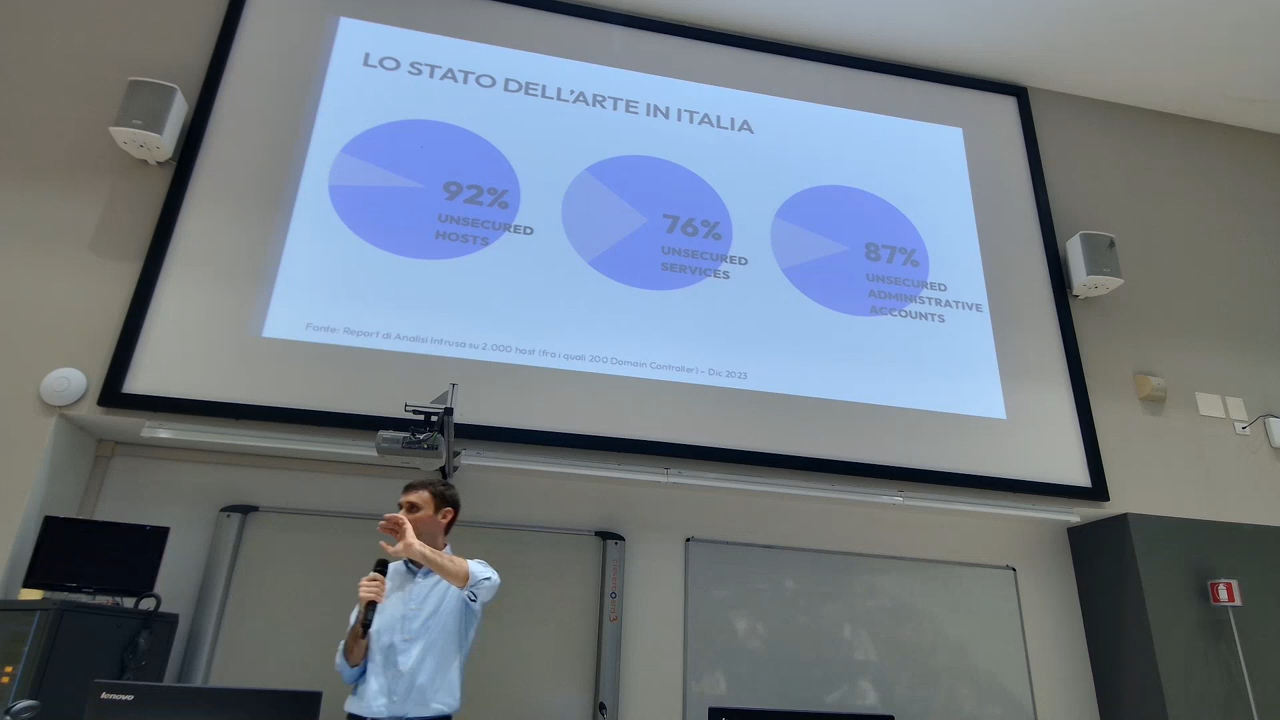 LO STATO DELL'ARTE IN ITALIA
92%
UNSECURED
HOSTS
76%
UNSECURED
SERVICES
87%
UNSECURED
ADMINISTRATIVE
ACCOUNTS
Fonte: Report di Analisi Intrusa su 2.000 host (fra i quali 200 Domain Controller) – Dic 2023
lenovo